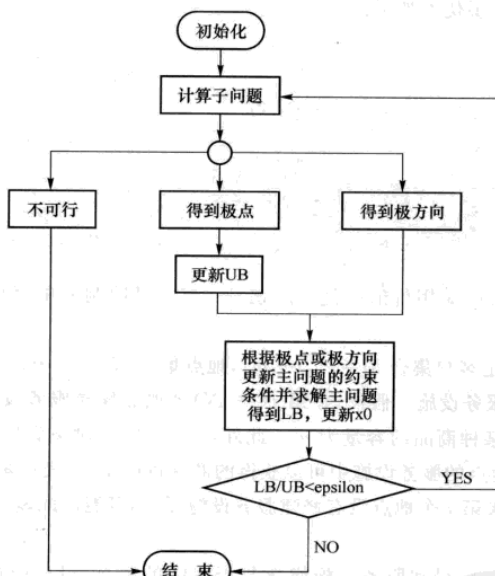 初始化
计算子问题
不可行
得到极点
得到极方向
更新UB
根据极点或极方向
更新主问题的约束
条件并求解主问题
得到LB，更新x0
LB/UB<epsilon
YES
NO
结 束